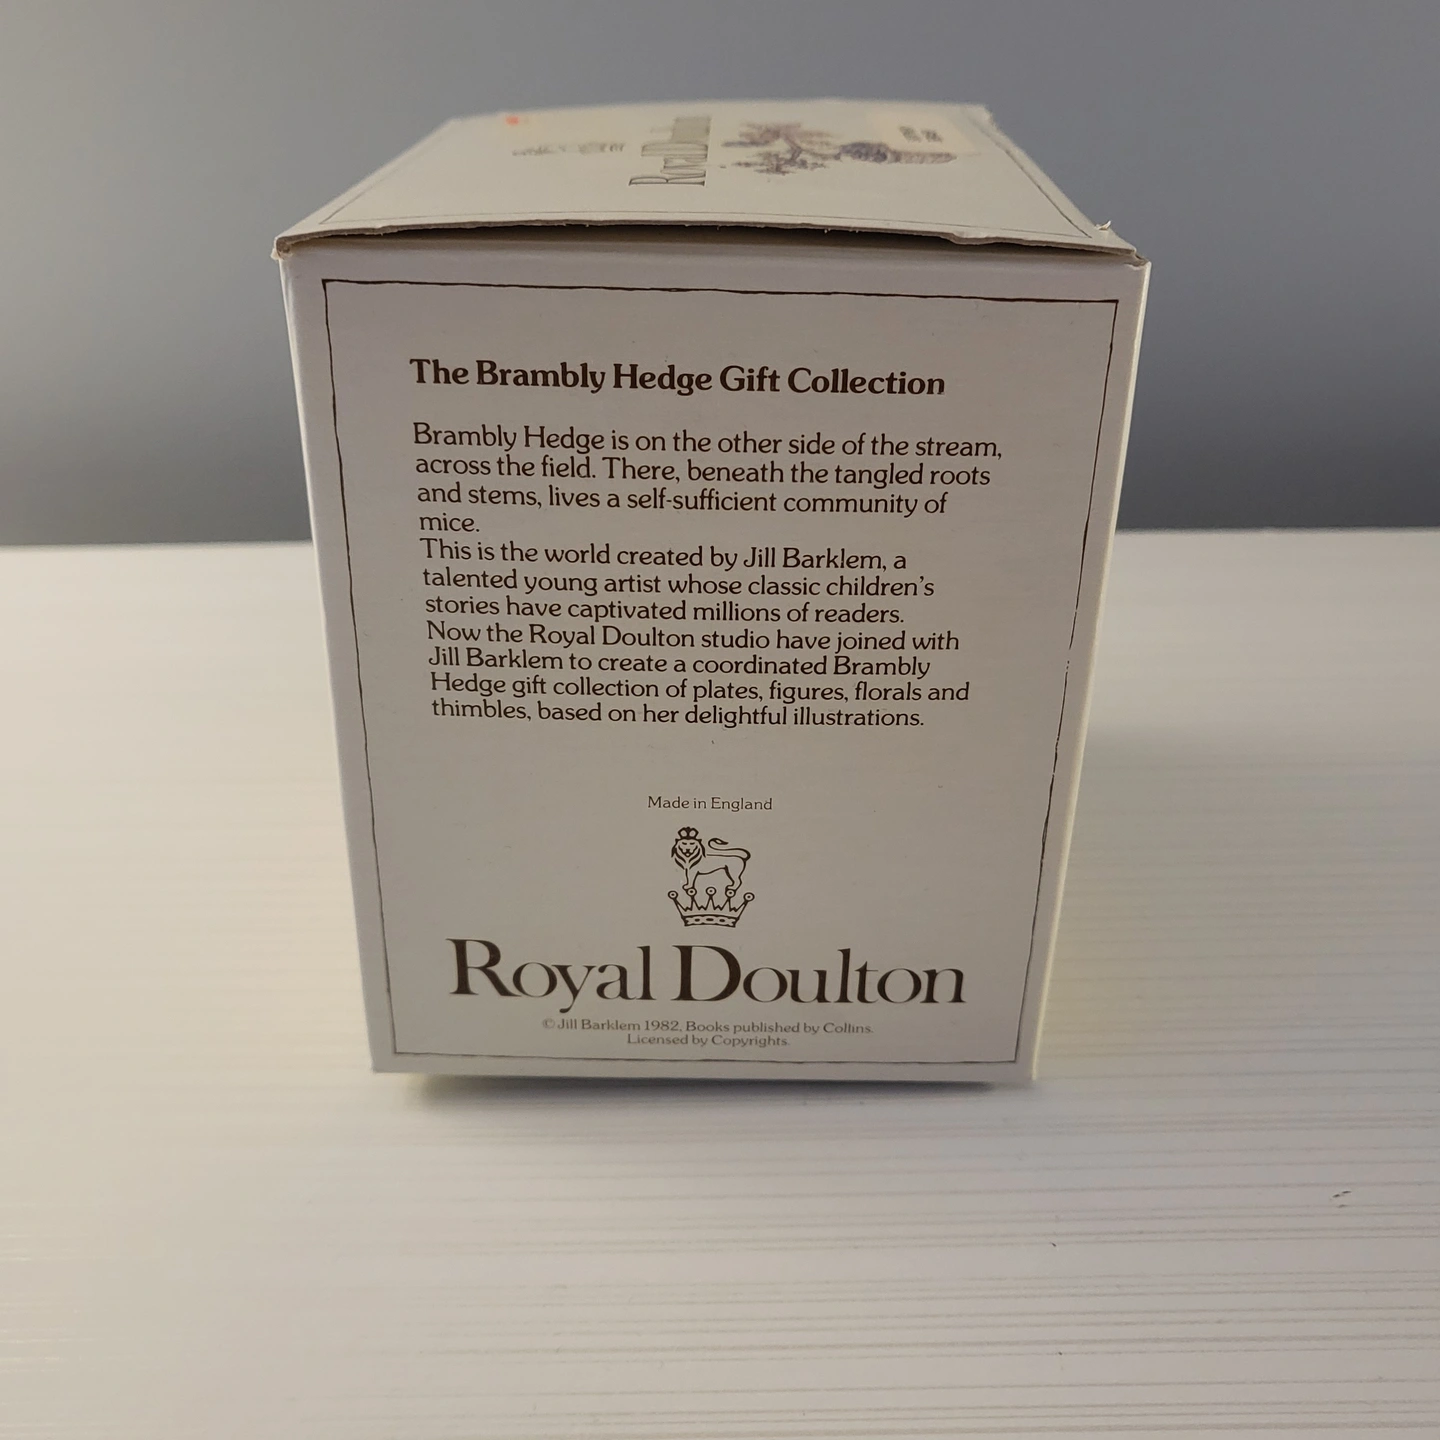 Royal Doulton
The Brambly Hedge Gift Collection
Brambly Hedge is on the other side of the stream,
across the field. There, beneath the tangled roots
and stems, lives a self-sufficient community of
mice.
This is the world created by Jill Barklem, a
talented young artist whose classic children's
stories have captivated millions of readers.
Now the Royal Doulton studio have joined with
Jill Barklem to create a coordinated Brambly
Hedge gift collection of plates, figures, florals and
thimbles, based on her delightful illustrations.
Made in England
Royal Doulton
© Jill Barklem 1982, Books published by Collins.
Licensed by Copyrights.